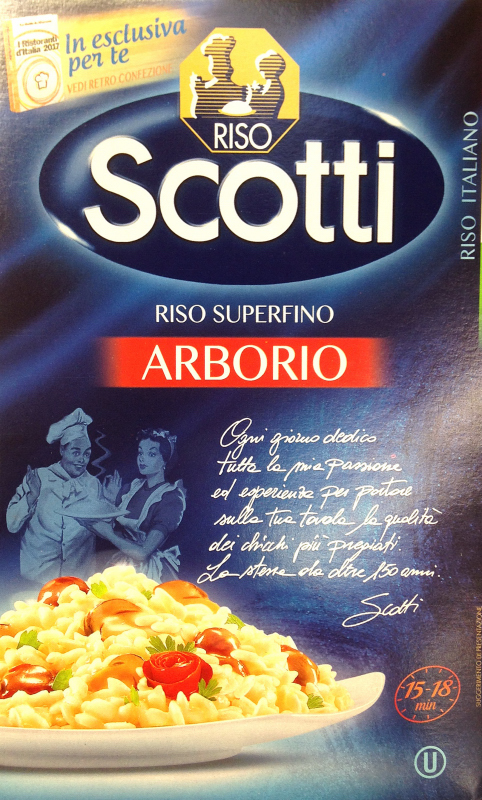 I Ristoranti
d'Italia 2017
In esclusiva
per te
VEDI RETRO CONFEZIONE
RISO
Scotti
RISO ITALIANO
RISO SUPERFINO
ARBORIO
Ogni giorno dedico
tutta la mia passione
ed esperienza per portare
sulla tua tavola la qualità
dei chicchi più pregiati.
La stessa da oltre 150 anni.
Scotti
15-18
min
SUGGERIMENTO DI PRESENTAZIONE
U